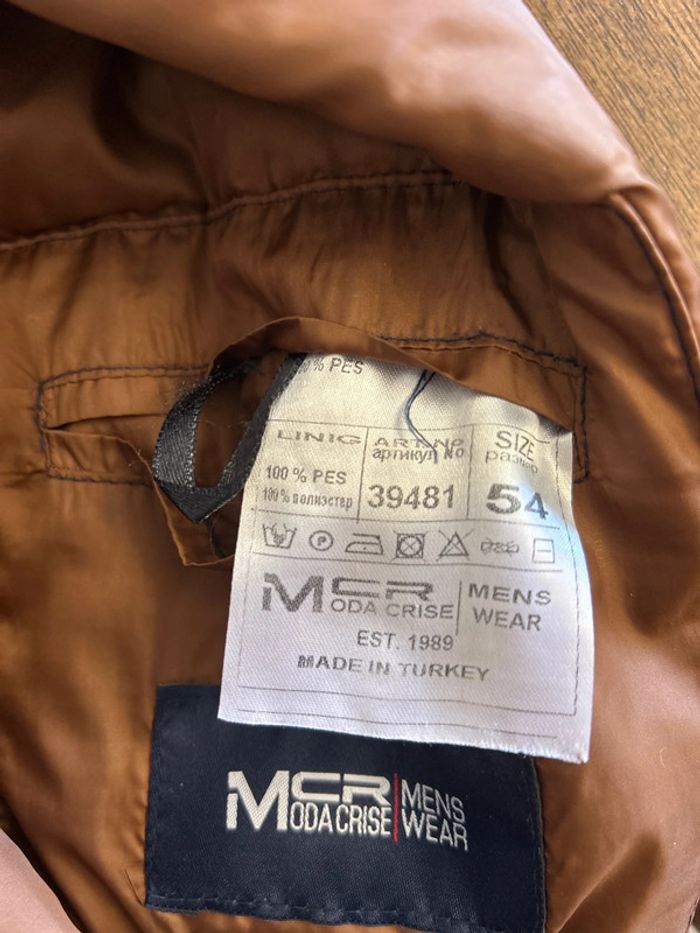 % PES
LINIG
ART.No
артикул No
SIZE
размер
100 % PES
100 % полиэстер
39481
54
MCR
MODA CRISE
MENS
WEAR
EST. 1989
MADE IN TURKEY
MCR
MODA CRISE
MENS
WEAR